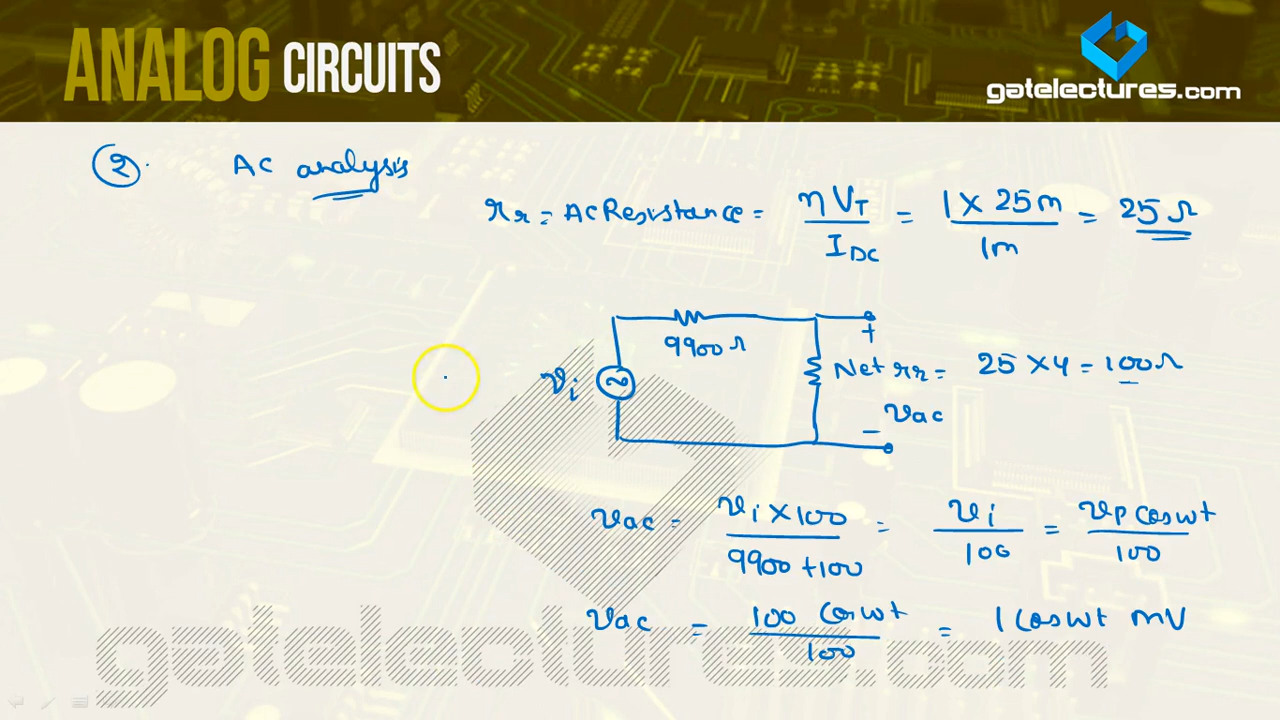 ANALOG CIRCUITS
gatelectures.com
2. AC analysis
rr = AC Resistance = ηVT / IDC = 1 × 25m / 1m = 25 Ω
9900 Ω
+
vi
Net rr = 25 × 4 = 100 Ω
− vac
vac = vi × 100 / 9900 + 100 = vi / 100 = vp cos wt / 100
vac = 100 cos wt / 100 = 1 cos wt mV
gatelectures.com